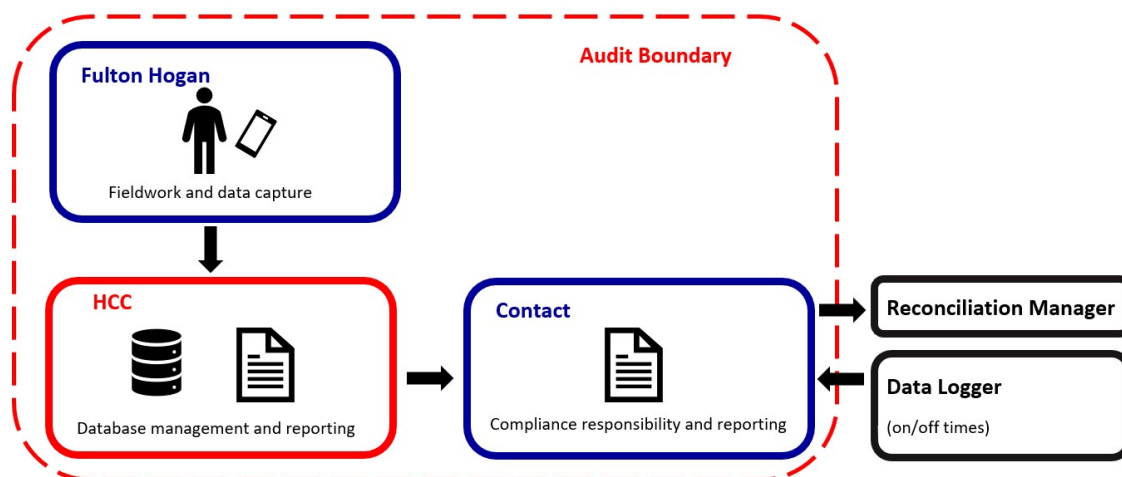 Audit Boundary
Fulton Hogan
Fieldwork and data capture
HCC
Database management and reporting
Contact
Compliance responsibility and reporting
Reconciliation Manager
Data Logger
(on/off times)